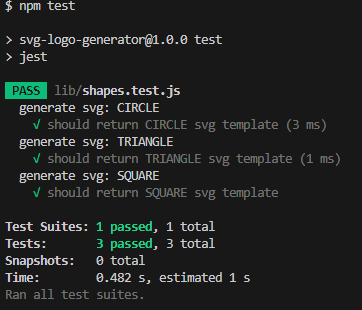 $ npm test
> svg-logo-generator@1.0.0 test
> jest
PASS lib/shapes.test.js
generate svg: CIRCLE
√ should return CIRCLE svg template (3 ms)
generate svg: TRIANGLE
√ should return TRIANGLE svg template (1 ms)
generate svg: SQUARE
√ should return SQUARE svg template
Test Suites: 1 passed, 1 total
Tests: 3 passed, 3 total
Snapshots: 0 total
Time: 0.482 s, estimated 1 s
Ran all test suites.